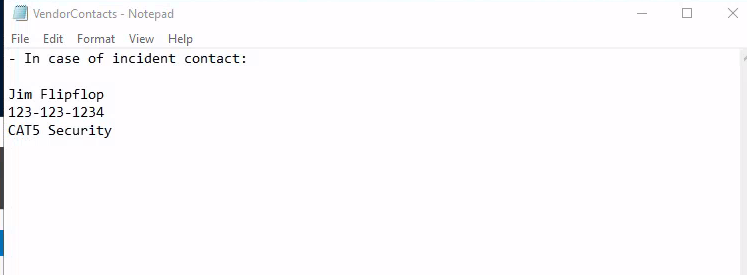 VendorContacts - Notepad
File Edit Format View Help
- In case of incident contact:
Jim Flipflop
123-123-1234
CAT5 Security